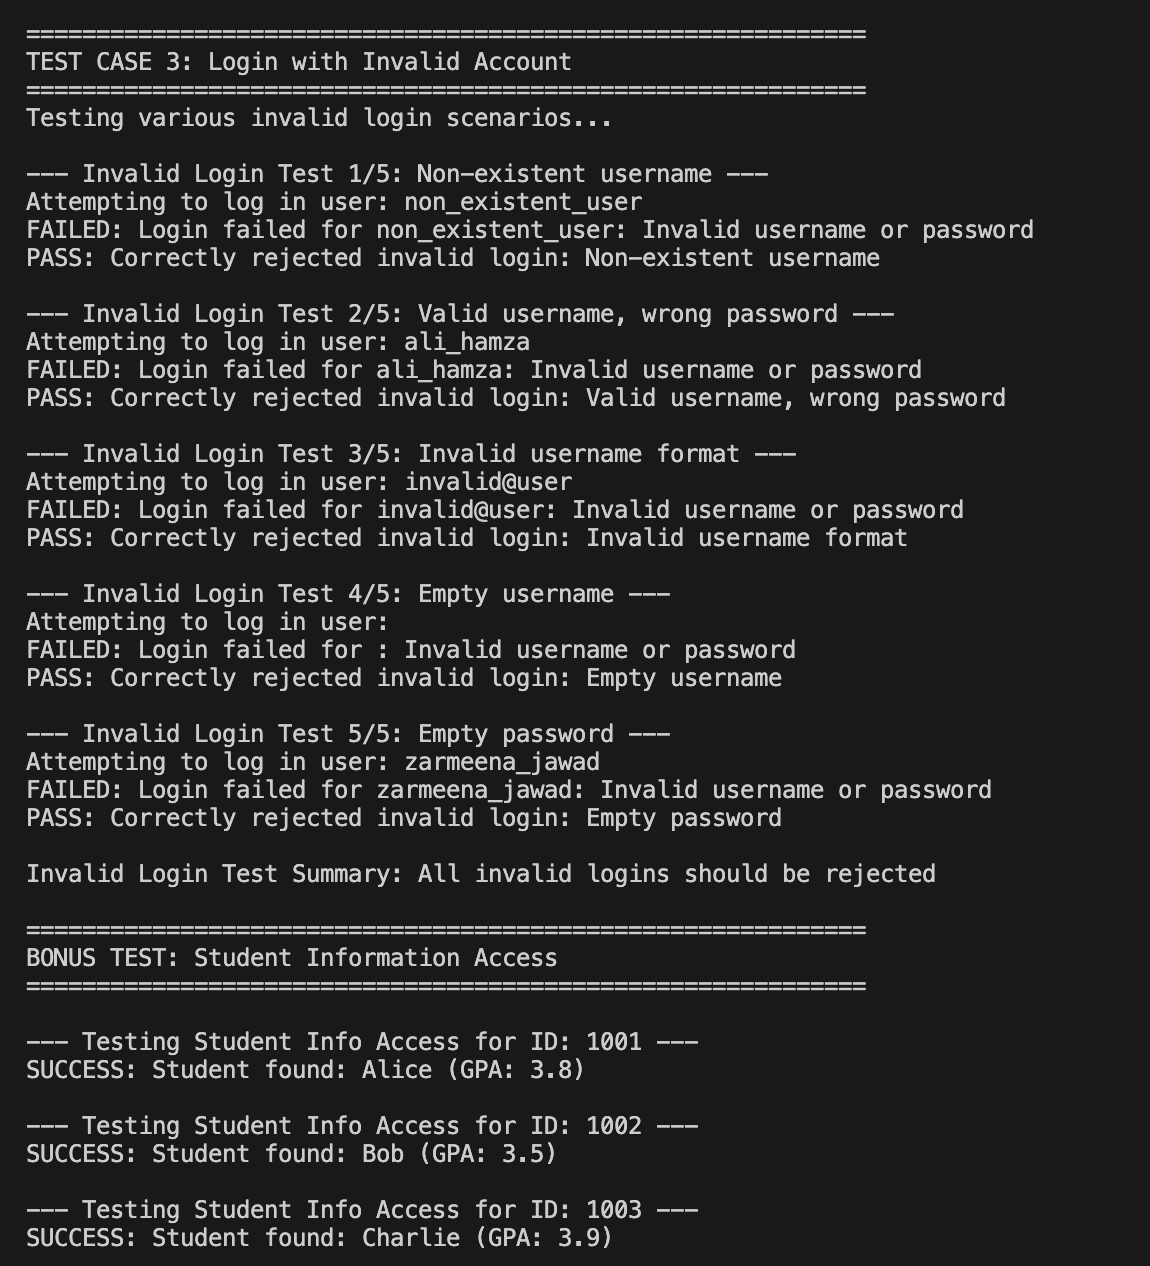 ============================================================
TEST CASE 3: Login with Invalid Account
============================================================
Testing various invalid login scenarios...
--- Invalid Login Test 1/5: Non-existent username ---
Attempting to log in user: non_existent_user
FAILED: Login failed for non_existent_user: Invalid username or password
PASS: Correctly rejected invalid login: Non-existent username
--- Invalid Login Test 2/5: Valid username, wrong password ---
Attempting to log in user: ali_hamza
FAILED: Login failed for ali_hamza: Invalid username or password
PASS: Correctly rejected invalid login: Valid username, wrong password
--- Invalid Login Test 3/5: Invalid username format ---
Attempting to log in user: invalid@user
FAILED: Login failed for invalid@user: Invalid username or password
PASS: Correctly rejected invalid login: Invalid username format
--- Invalid Login Test 4/5: Empty username ---
Attempting to log in user:
FAILED: Login failed for : Invalid username or password
PASS: Correctly rejected invalid login: Empty username
--- Invalid Login Test 5/5: Empty password ---
Attempting to log in user: zarmeena_jawad
FAILED: Login failed for zarmeena_jawad: Invalid username or password
PASS: Correctly rejected invalid login: Empty password
Invalid Login Test Summary: All invalid logins should be rejected
============================================================
BONUS TEST: Student Information Access
============================================================
--- Testing Student Info Access for ID: 1001 ---
SUCCESS: Student found: Alice (GPA: 3.8)
--- Testing Student Info Access for ID: 1002 ---
SUCCESS: Student found: Bob (GPA: 3.5)
--- Testing Student Info Access for ID: 1003 ---
SUCCESS: Student found: Charlie (GPA: 3.9)